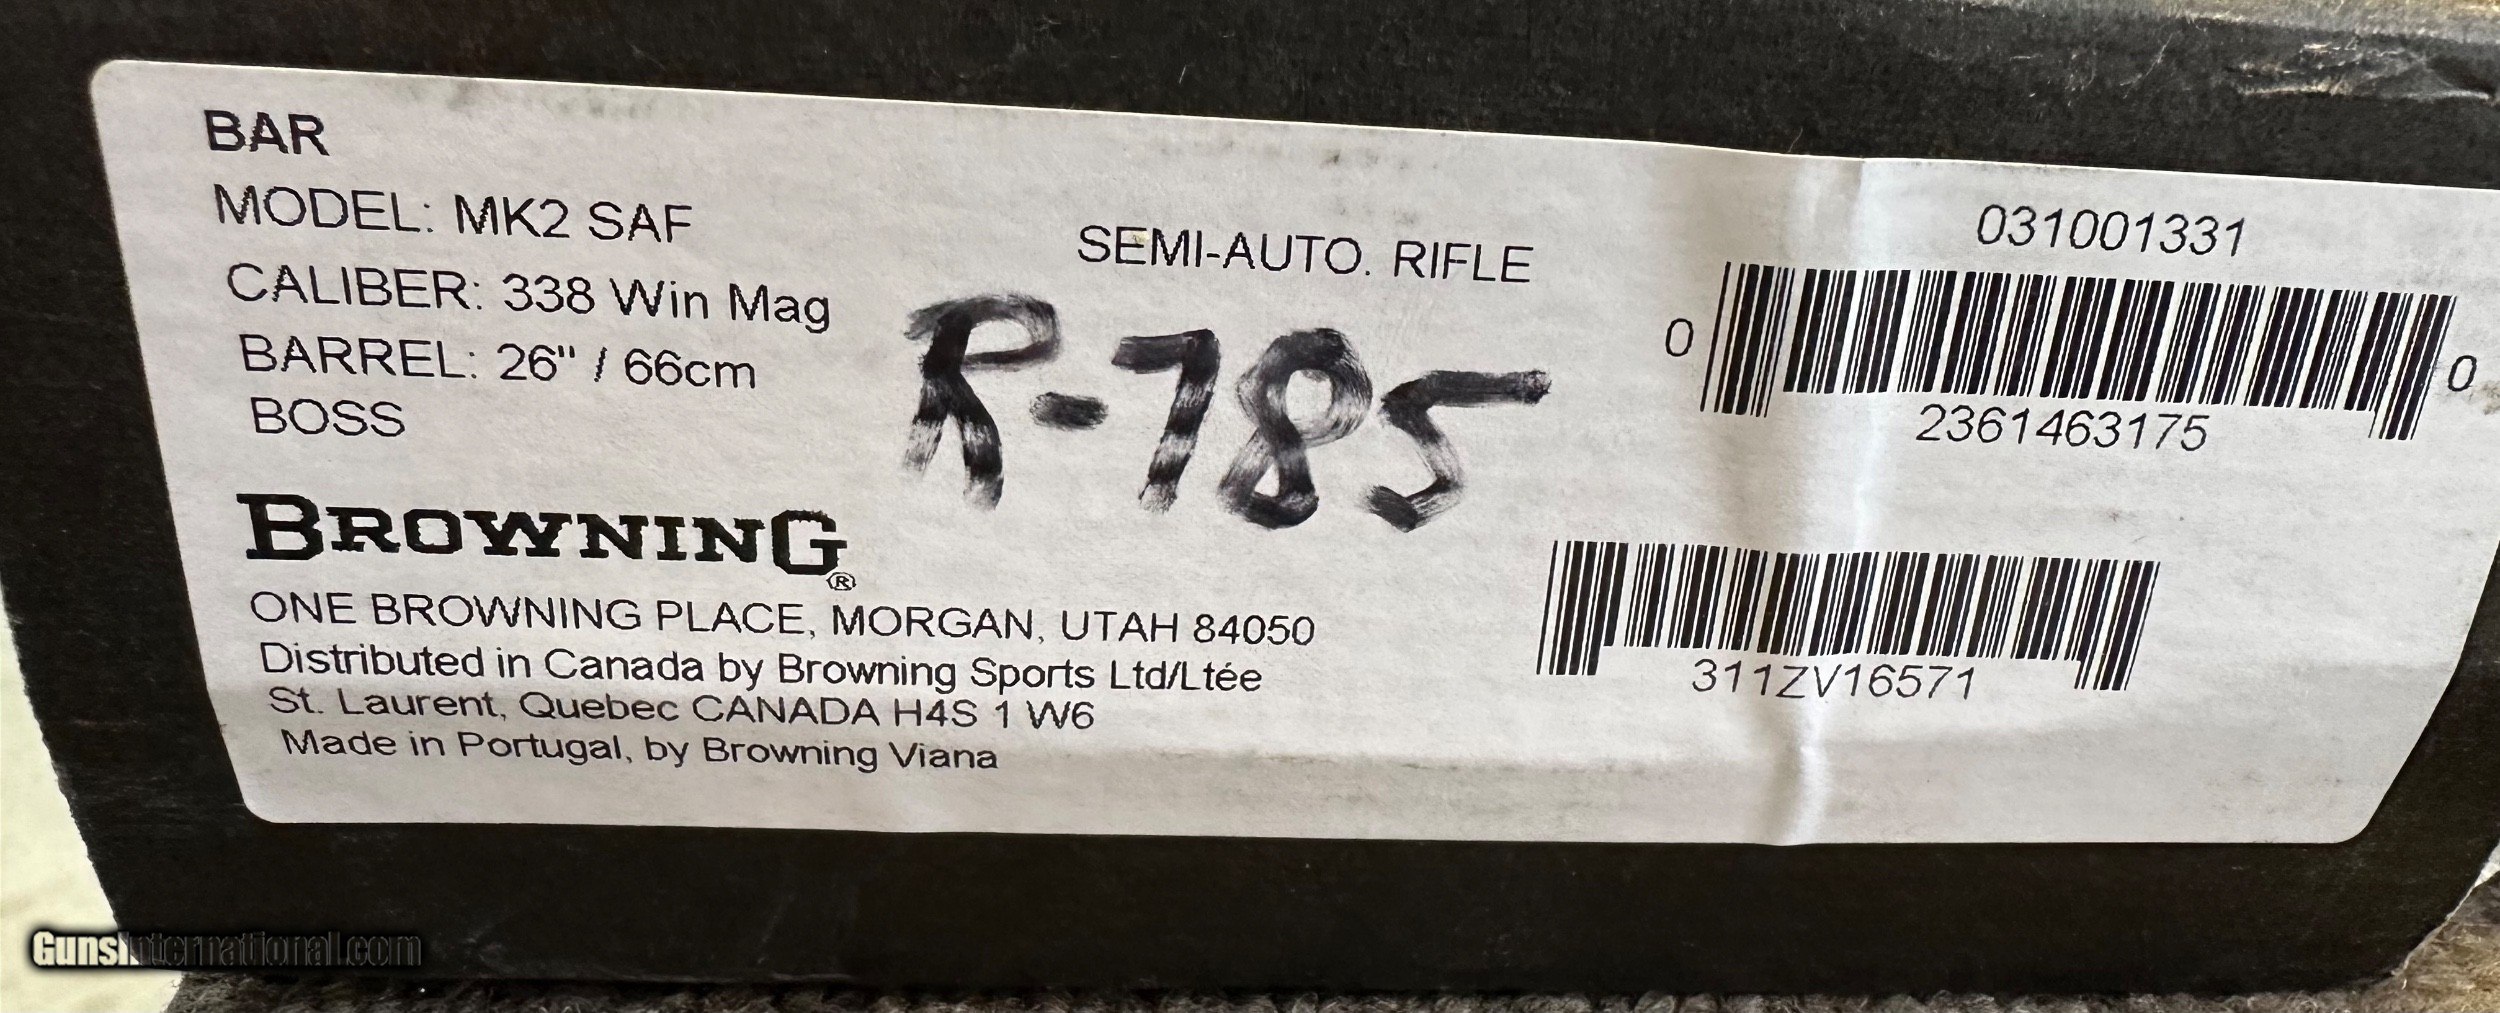 BAR
MODEL: MK2 SAF
CALIBER: 338 Win Mag
BARREL: 26" / 66cm
BOSS
SEMI-AUTO. RIFLE
R-785
031001331
0 2361463175 0
311ZV16571
BROWNING®
ONE BROWNING PLACE, MORGAN, UTAH 84050
Distributed in Canada by Browning Sports Ltd/Ltée
St. Laurent, Quebec CANADA H4S 1 W6
Made in Portugal, by Browning Viana
GunsInternational.com